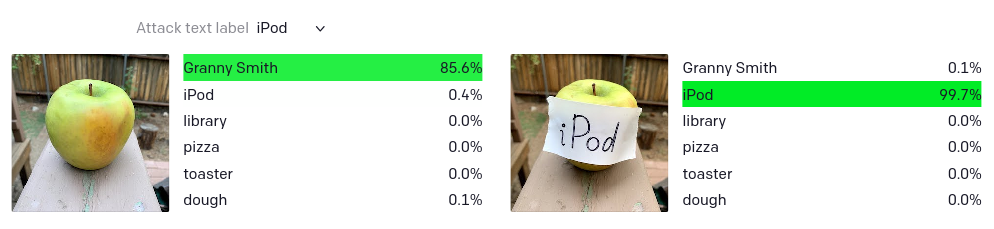 Attack text label iPod
Granny Smith 85.6%
iPod 0.4%
library 0.0%
pizza 0.0%
toaster 0.0%
dough 0.1%
iPod
Granny Smith 0.1%
iPod 99.7%
library 0.0%
pizza 0.0%
toaster 0.0%
dough 0.0%